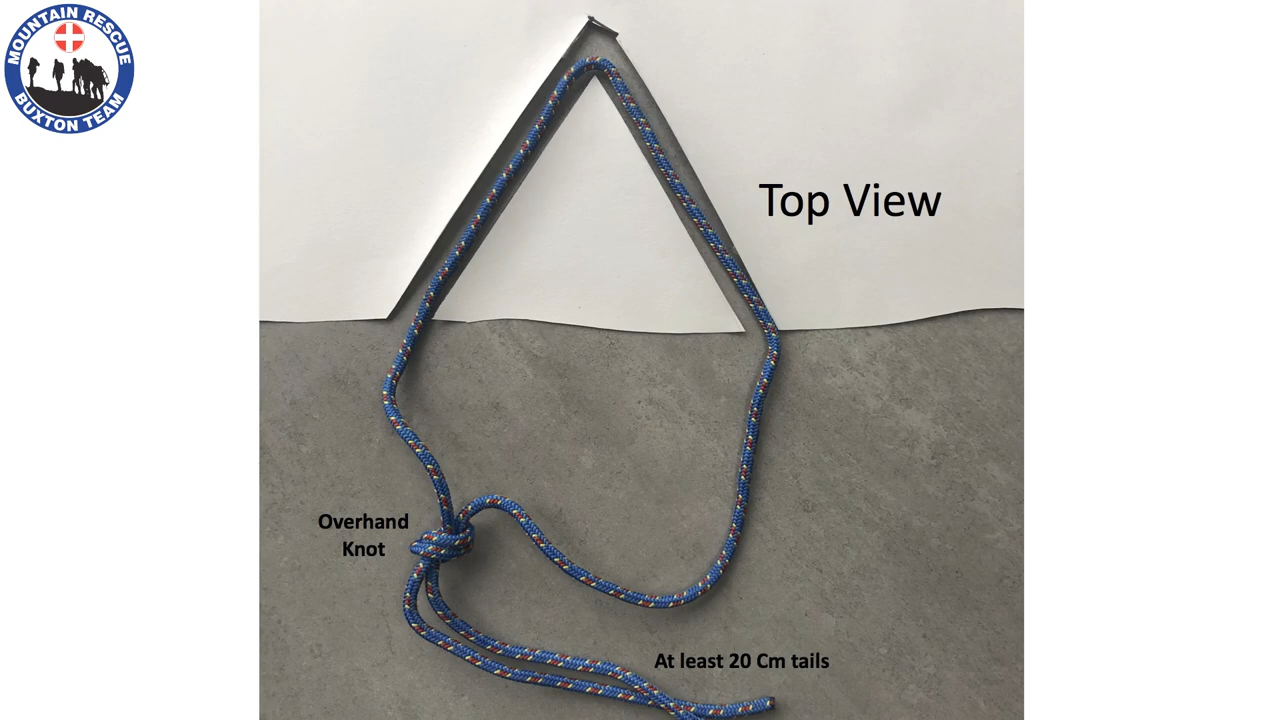 MOUNTAIN RESCUE
BUXTON TEAM
Top View
Overhand
Knot
At least 20 Cm tails